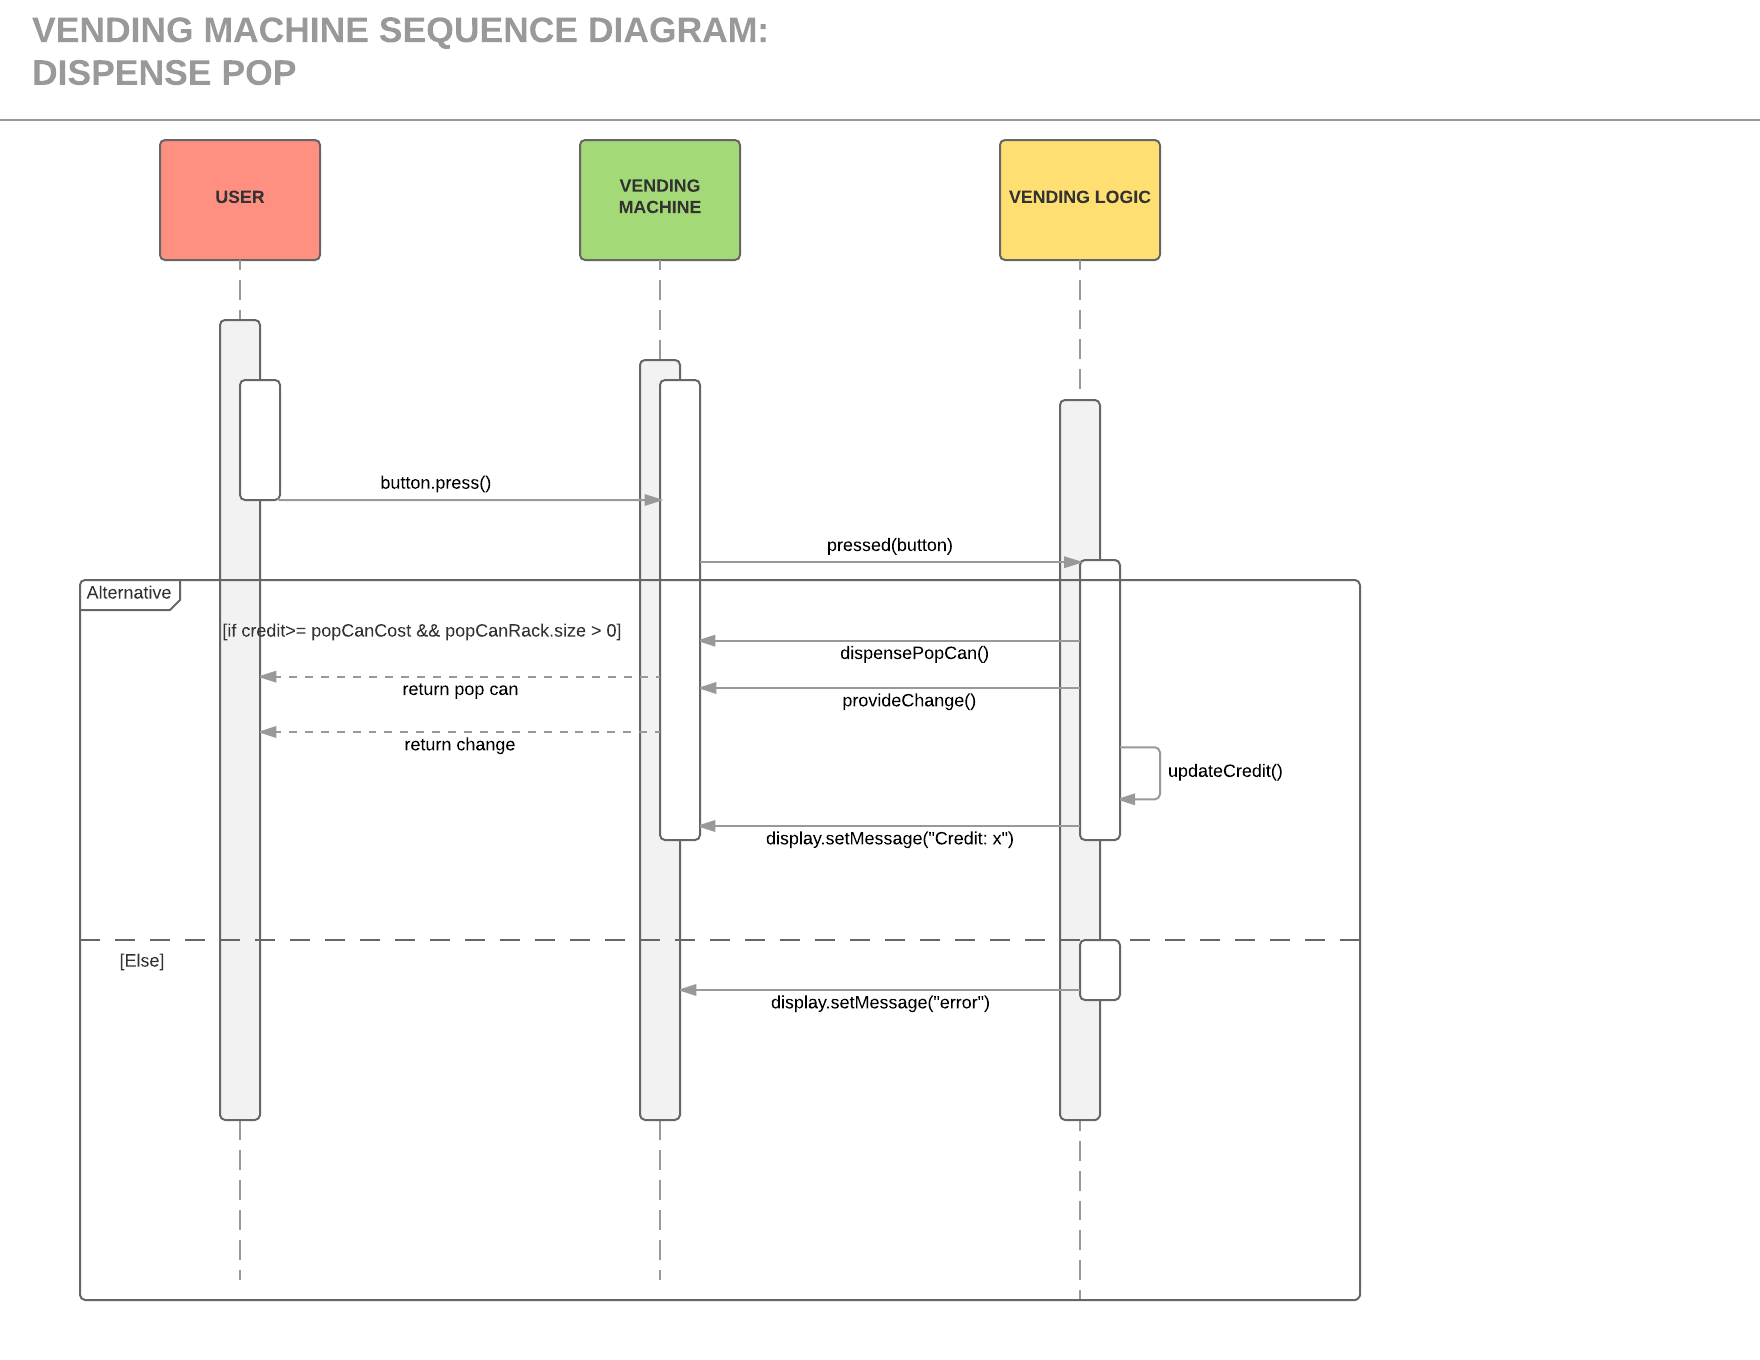 VENDING MACHINE SEQUENCE DIAGRAM:
DISPENSE POP
USER
VENDING
MACHINE
VENDING LOGIC
button.press()
pressed(button)
Alternative
[if credit>= popCanCost && popCanRack.size > 0]
dispensePopCan()
return pop can
provideChange()
return change
updateCredit()
display.setMessage("Credit: x")
[Else]
display.setMessage("error")